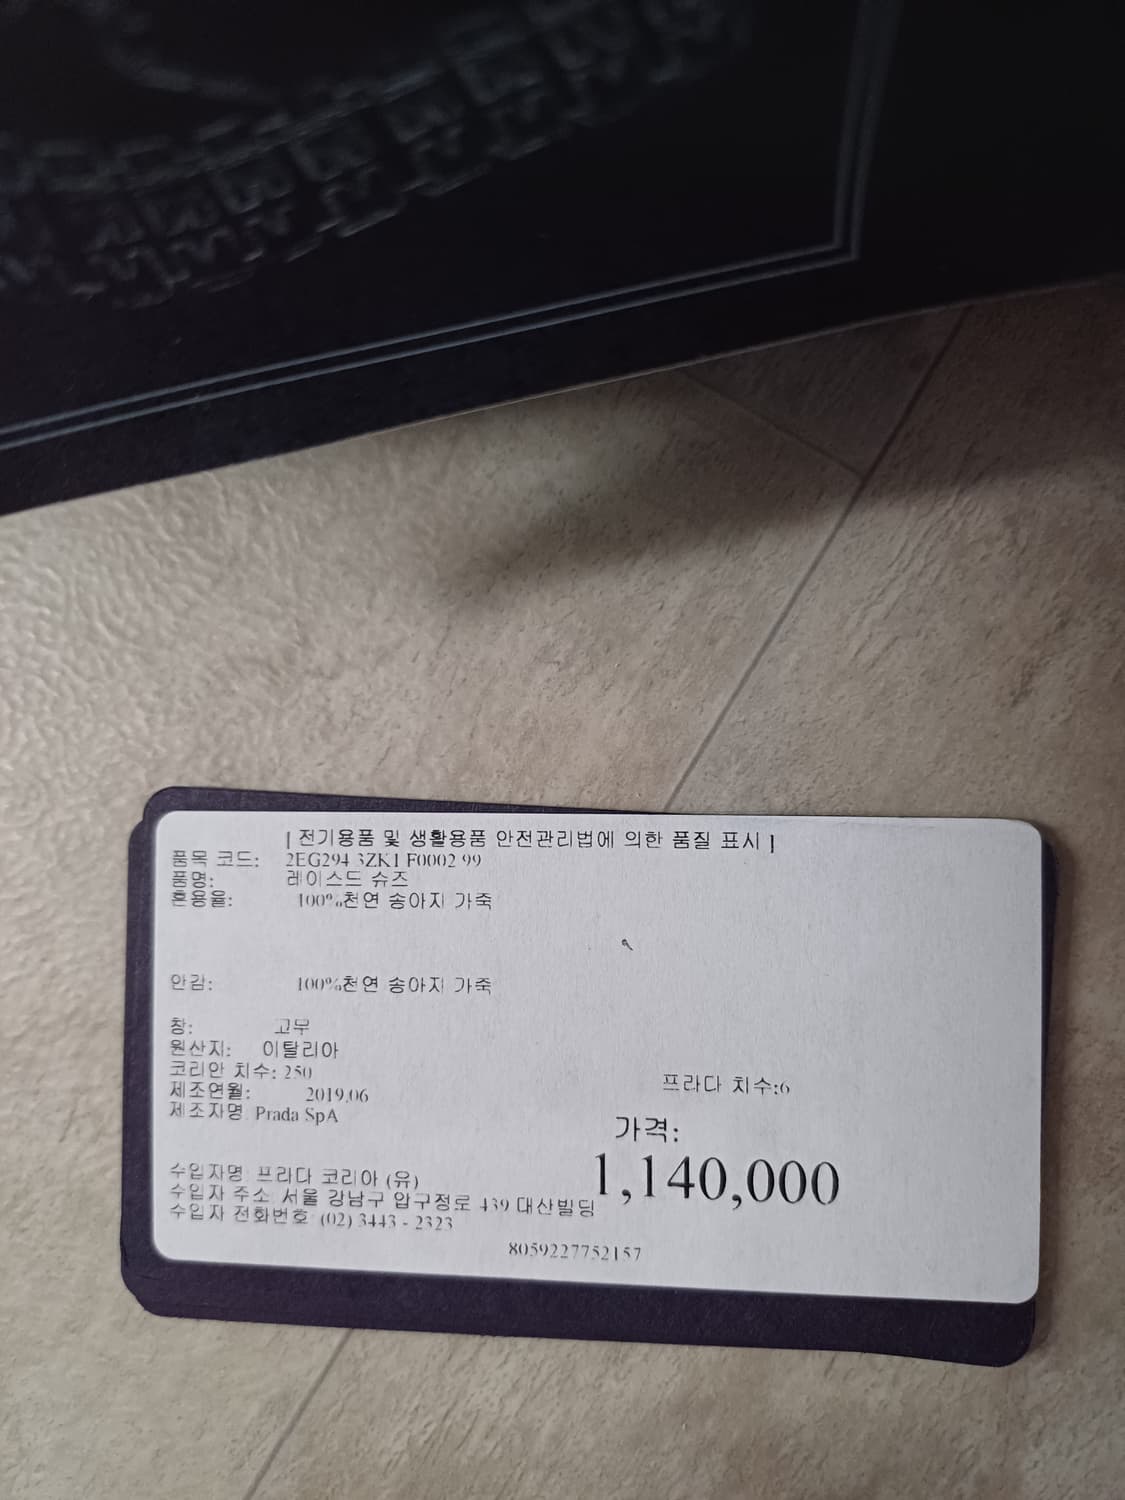 [ 전기용품 및 생활용품 안전관리법에 의한 품질 표시 ]
품목 코드: 2EG294 3ZK1 F0002 99
품명: 레이스드 슈즈
혼용율: 100%천연 송아지 가죽
안감: 100%천연 송아지 가죽
창: 고무
원산지: 이탈리아
코리안 치수: 250
프라다 치수:6
제조연월: 2019.06
제조자명: Prada SpA
가격:
1,140,000
수입자명: 프라다 코리아 (유)
수입자 주소: 서울 강남구 압구정로 439 대산빌딩
수입자 전화번호: (02) 3443 - 2323
8059227752157